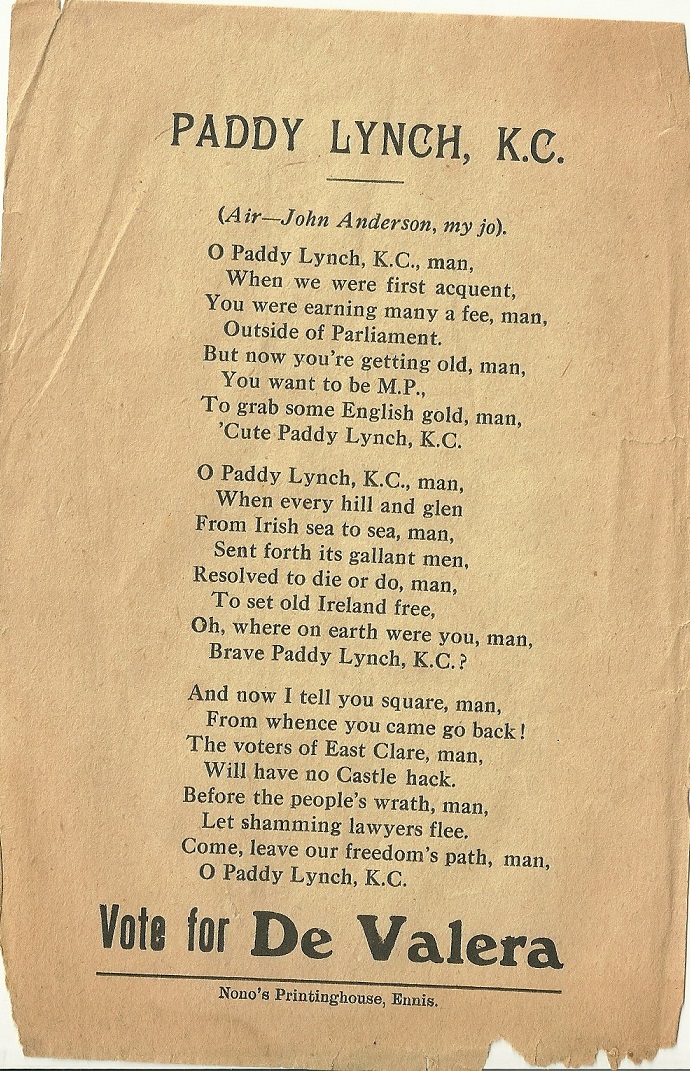 PADDY LYNCH, K.C.
(Air—John Anderson, my jo).
O Paddy Lynch, K.C., man,
When we were first acquent,
You were earning many a fee, man,
Outside of Parliament.
But now you're getting old, man,
You want to be M.P.,
To grab some English gold, man,
'Cute Paddy Lynch, K.C.
O Paddy Lynch, K.C., man,
When every hill and glen
From Irish sea to sea, man,
Sent forth its gallant men,
Resolved to die or do, man,
To set old Ireland free,
Oh, where on earth were you, man,
Brave Paddy Lynch, K.C.?
And now I tell you square, man,
From whence you came go back!
The voters of East Clare, man,
Will have no Castle hack.
Before the people's wrath, man,
Let shamming lawyers flee.
Come, leave our freedom's path, man,
O Paddy Lynch, K.C.
Vote for De Valera
Nono's Printinghouse, Ennis.